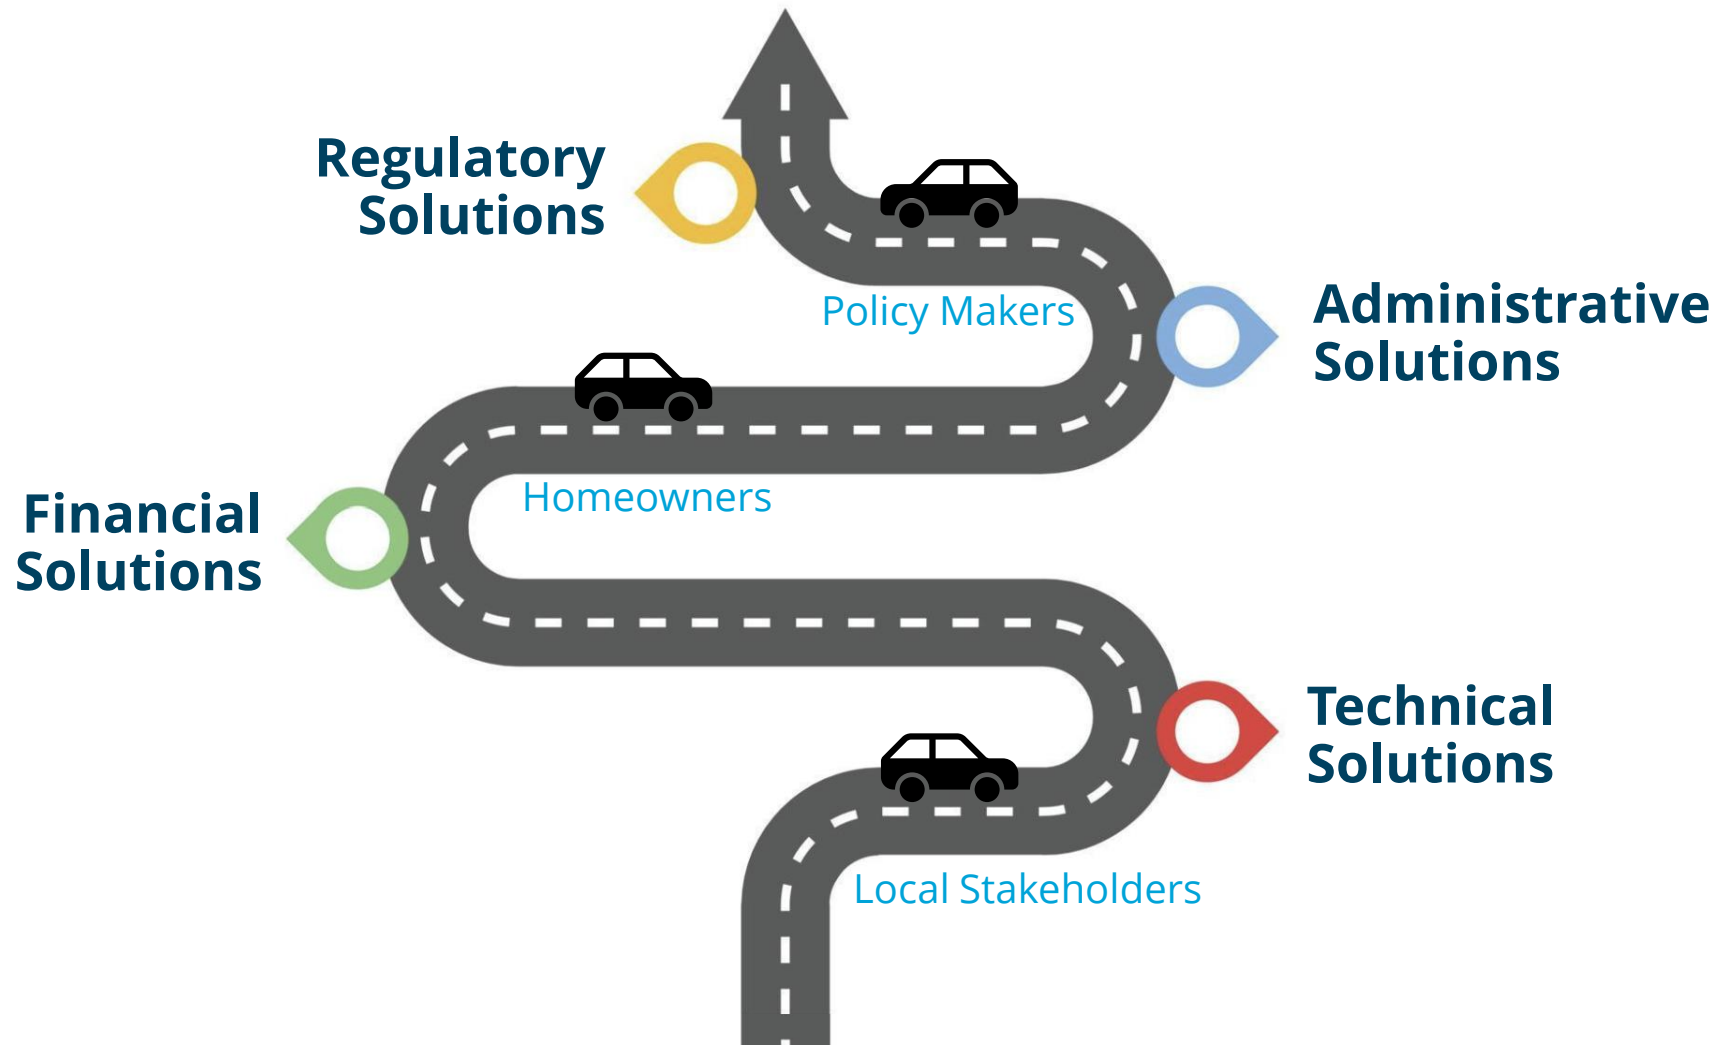 Regulatory
Solutions
Policy Makers
Administrative
Solutions
Homeowners
Financial
Solutions
Technical
Solutions
Local Stakeholders